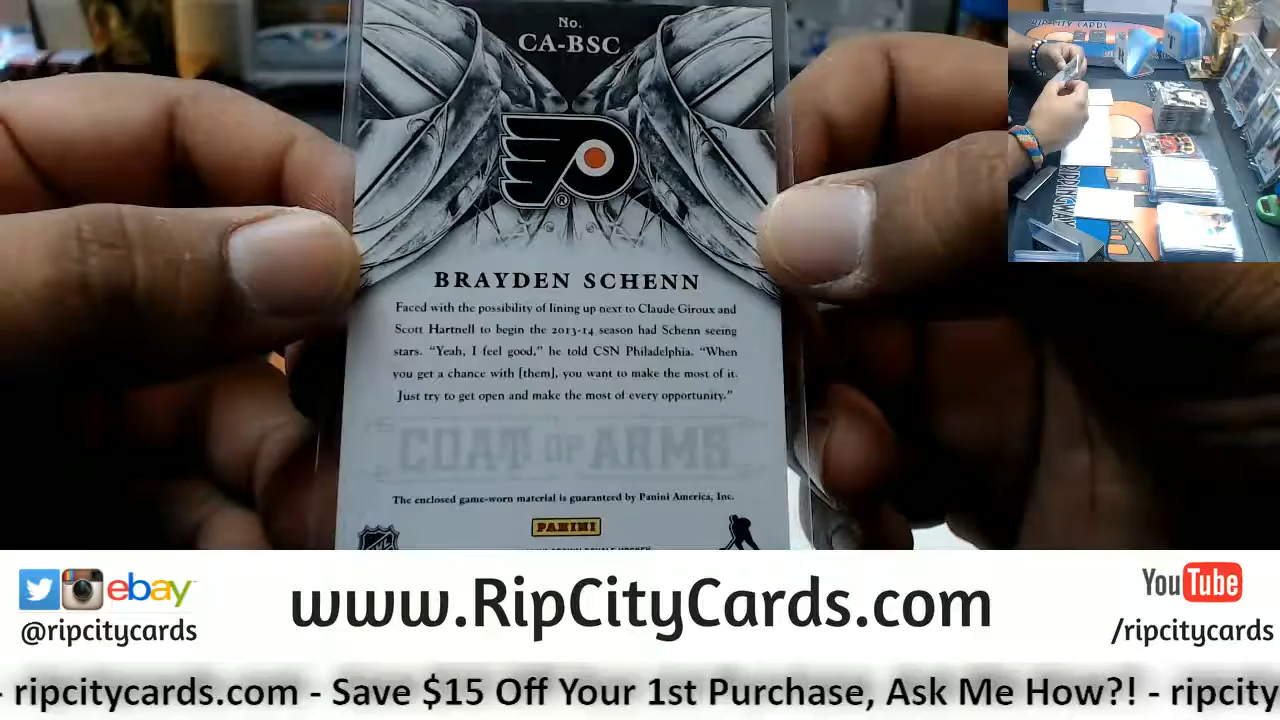 No.
CA-BSC
BRAYDEN SCHENN
Faced with the possibility of lining up next to Claude Giroux and
Scott Hartnell to begin the 2013-14 season had Schenn seeing
stars. "Yeah, I feel good," he told CSN Philadelphia. "When
you get a chance with [them], you want to make the most of it.
Just try to get open and make the most of every opportunity."
COAT OF ARMS
The enclosed game-worn material is guaranteed by Panini America, Inc.
PANINI
NHL
RIP CITY CARDS
ebay
@ripcitycards
www.RipCityCards.com
YouTube
/ripcitycards
- ripcitycards.com - Save $15 Off Your 1st Purchase, Ask Me How?! - ripcity